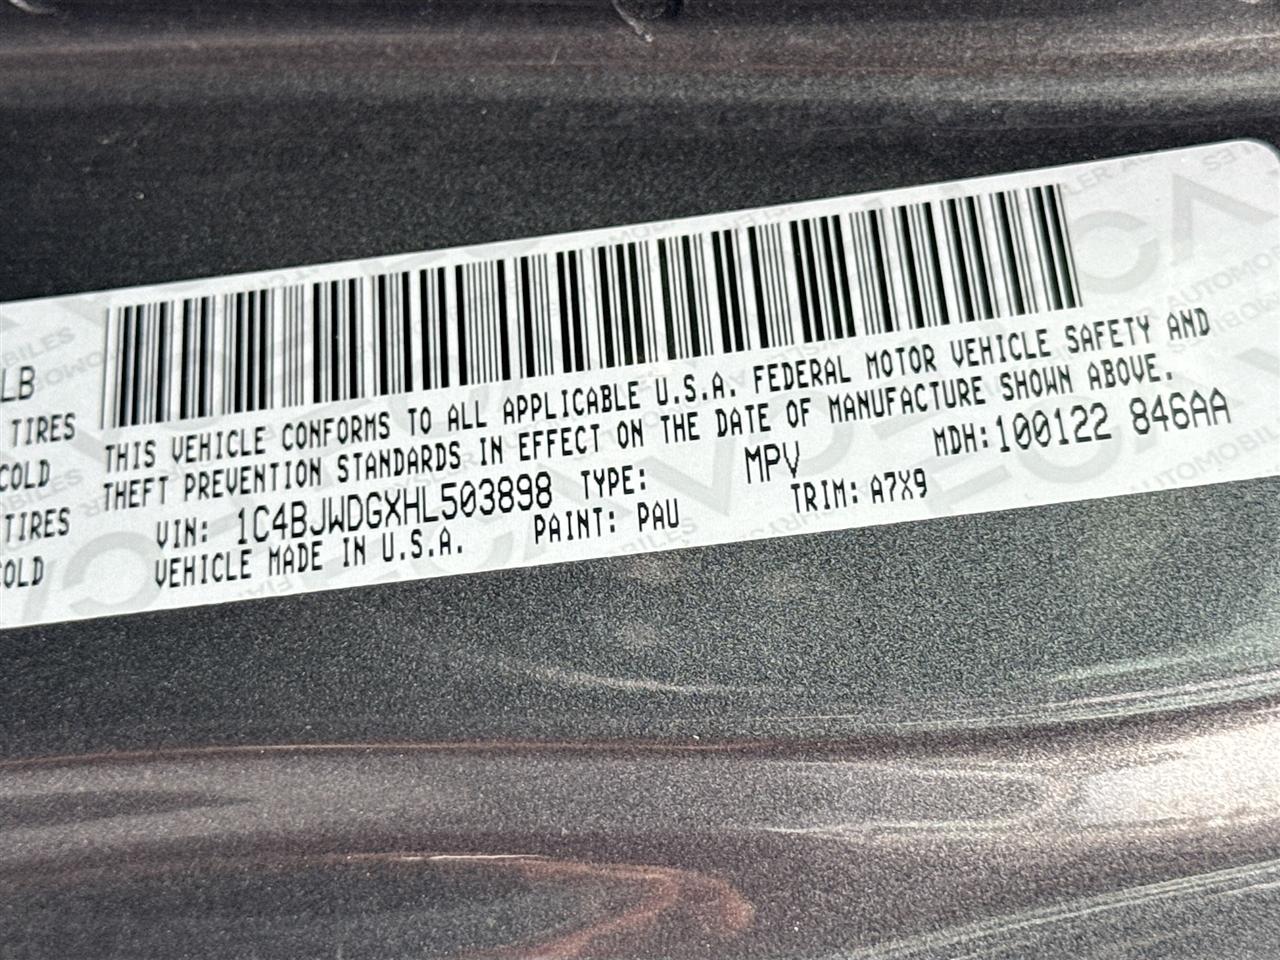 LB
TIRES
COLD
TIRES
COLD
THIS VEHICLE CONFORMS TO ALL APPLICABLE U.S.A. FEDERAL MOTOR VEHICLE SAFETY AND
THEFT PREVENTION STANDARDS IN EFFECT ON THE DATE OF MANUFACTURE SHOWN ABOVE.
VIN: 1C4BJWDGXHL503898 TYPE: MPV MDH:100122 846AA
VEHICLE MADE IN U.S.A. PAINT: PAU TRIM: A7X9